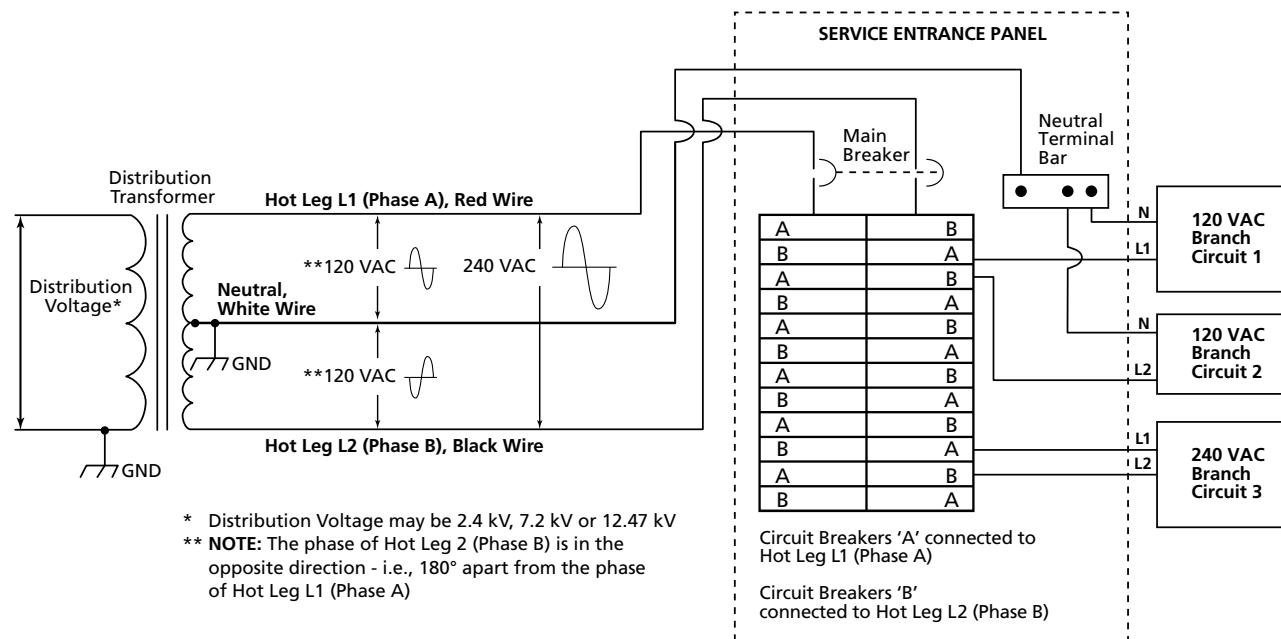 SERVICE ENTRANCE PANEL
Distribution
Transformer
Hot Leg L1 (Phase A), Red Wire
Main
Breaker
Neutral
Terminal
Bar
Distribution
Voltage*
**120 VAC
240 VAC
Neutral,
White Wire
GND
**120 VAC
Hot Leg L2 (Phase B), Black Wire
GND
A B
B A
A B
B A
A B
B A
A B
B A
A B
B A
A B
B A
N
L1
120 VAC
Branch
Circuit 1
N
L2
120 VAC
Branch
Circuit 2
L1
L2
240 VAC
Branch
Circuit 3
* Distribution Voltage may be 2.4 kV, 7.2 kV or 12.47 kV
** NOTE: The phase of Hot Leg 2 (Phase B) is in the
opposite direction - i.e., 180° apart from the phase
of Hot Leg L1 (Phase A)
Circuit Breakers ‘A’ connected to
Hot Leg L1 (Phase A)
Circuit Breakers ‘B’
connected to Hot Leg L2 (Phase B)